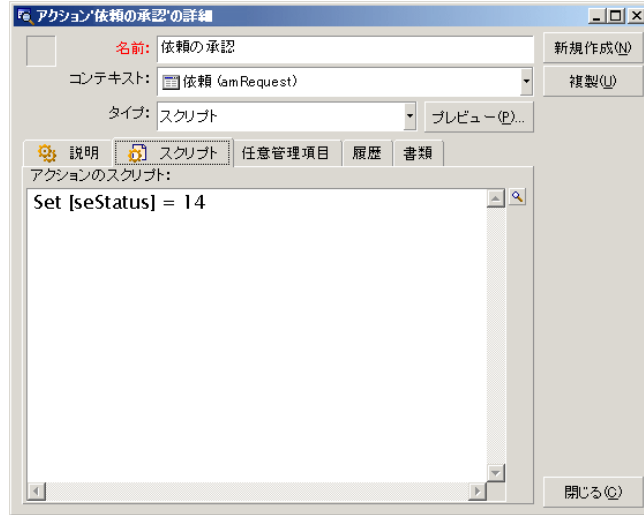 アクション'依頼の承認'の詳細
名前: 依頼の承認
新規作成(N)
コンテキスト: 依頼 (amRequest)
複製(U)
タイプ: スクリプト
プレビュー(P)...
説明 スクリプト 任意管理項目 履歴 書類
アクションのスクリプト:
Set [seStatus] = 14
閉じる(C)